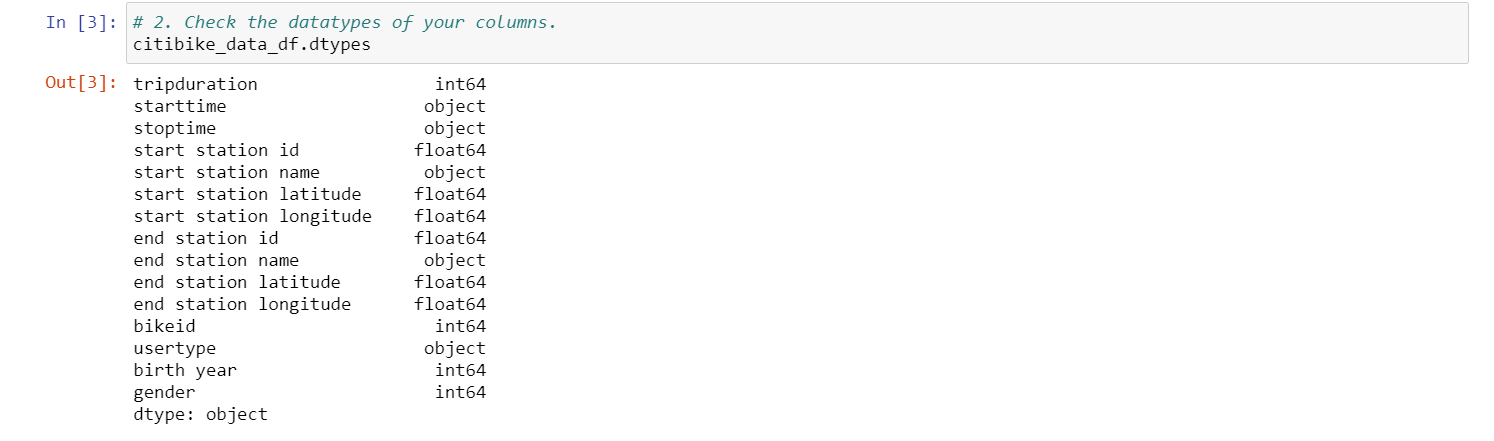 In [3]: # 2. Check the datatypes of your columns.
citibike_data_df.dtypes
Out[3]: tripduration int64
starttime object
stoptime object
start station id float64
start station name object
start station latitude float64
start station longitude float64
end station id float64
end station name object
end station latitude float64
end station longitude float64
bikeid int64
usertype object
birth year int64
gender int64
dtype: object